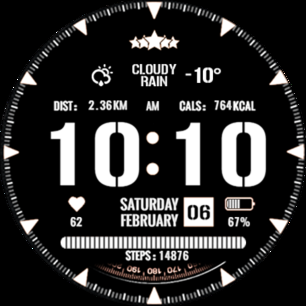 CLOUDY
RAIN
-10°
DIST: 2.36KM AM CALS: 764KCAL
10:10
SATURDAY
FEBRUARY 06
62 67%
STEPS: 14876